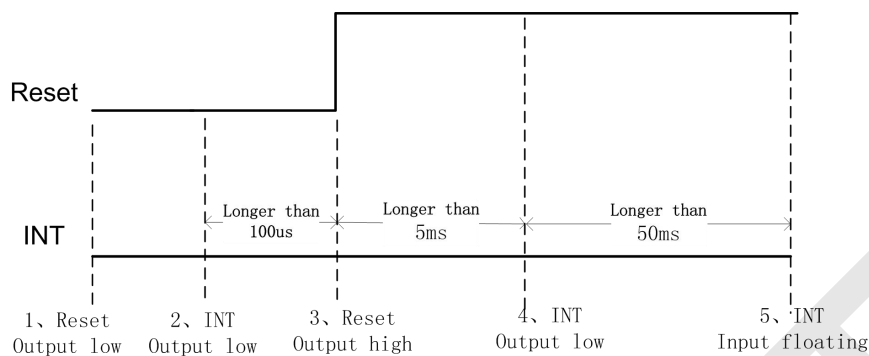 Reset
Longer than
100us
Longer than
5ms
Longer than
50ms
INT
1、Reset
Output low
2、INT
Output low
3、Reset
Output high
4、INT
Output low
5、INT
Input floating